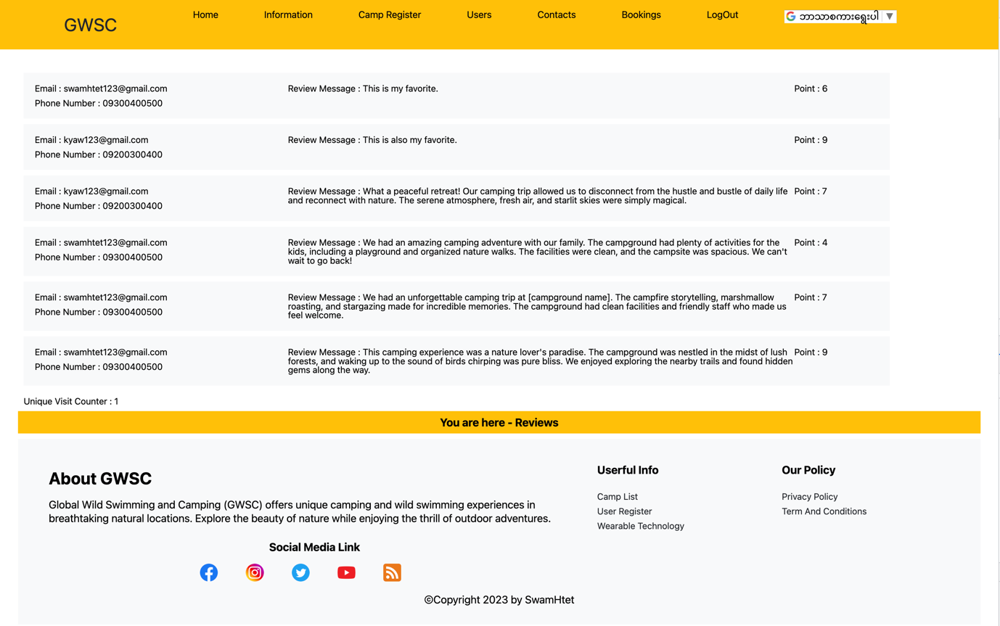 GWSC
Home
Information
Camp Register
Users
Contacts
Bookings
LogOut
ဘာသာစကားရွေးပါ
Email : swamhtet123@gmail.com
Phone Number : 09300400500
Review Message : This is my favorite.
Point : 6
Email : kyaw123@gmail.com
Phone Number : 09200300400
Review Message : This is also my favorite.
Point : 9
Email : kyaw123@gmail.com
Phone Number : 09200300400
Review Message : What a peaceful retreat! Our camping trip allowed us to disconnect from the hustle and bustle of daily life
and reconnect with nature. The serene atmosphere, fresh air, and starlit skies were simply magical.
Point : 7
Email : swamhtet123@gmail.com
Phone Number : 09300400500
Review Message : We had an amazing camping adventure with our family. The campground had plenty of activities for the
kids, including a playground and organized nature walks. The facilities were clean, and the campsite was spacious. We can't
wait to go back!
Point : 4
Email : swamhtet123@gmail.com
Phone Number : 09300400500
Review Message : We had an unforgettable camping trip at [campground name]. The campfire storytelling, marshmallow
roasting, and stargazing made for incredible memories. The campground had clean facilities and friendly staff who made us
feel welcome.
Point : 7
Email : swamhtet123@gmail.com
Phone Number : 09300400500
Review Message : This camping experience was a nature lover's paradise. The campground was nestled in the midst of lush
forests, and waking up to the sound of birds chirping was pure bliss. We enjoyed exploring the nearby trails and found hidden
gems along the way.
Point : 9
Unique Visit Counter : 1
You are here - Reviews
About GWSC
Global Wild Swimming and Camping (GWSC) offers unique camping and wild swimming experiences in
breathtaking natural locations. Explore the beauty of nature while enjoying the thrill of outdoor adventures.
Social Media Link
Userful Info
Camp List
User Register
Wearable Technology
Our Policy
Privacy Policy
Term And Conditions
©Copyright 2023 by SwamHtet